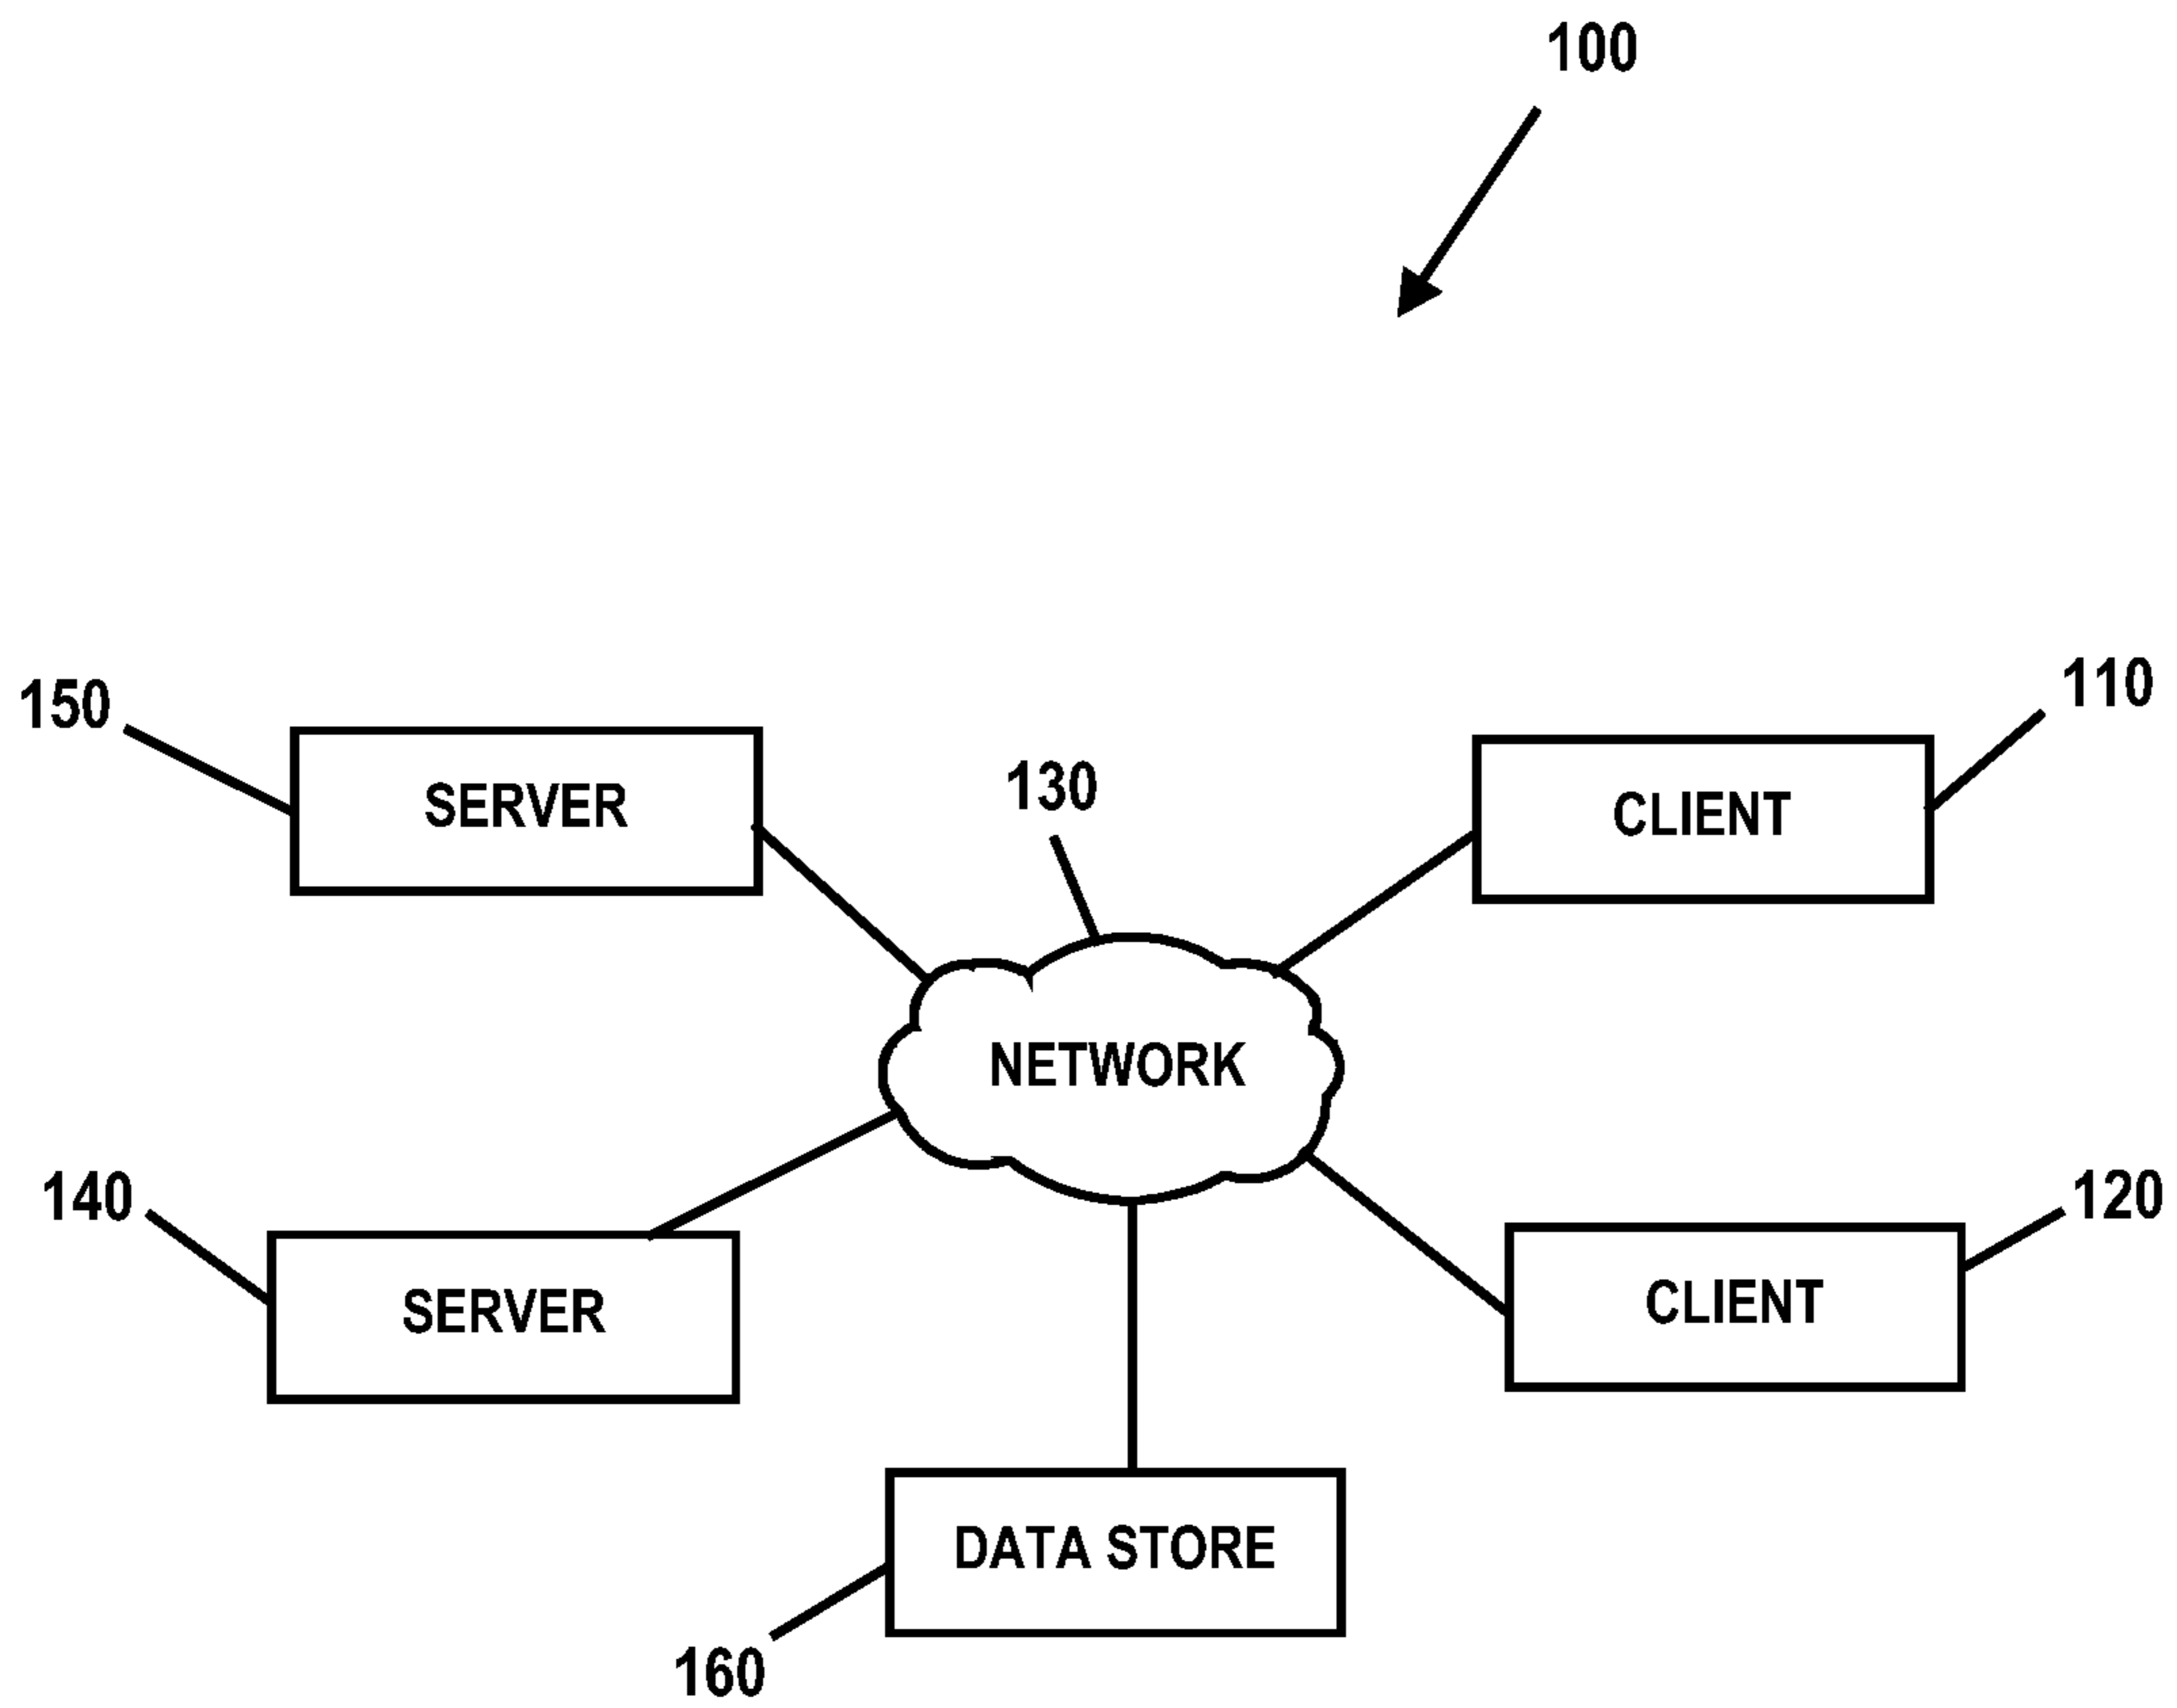 100
150
110
SERVER
130
CLIENT
NETWORK
140
120
SERVER
CLIENT
DATA STORE
160